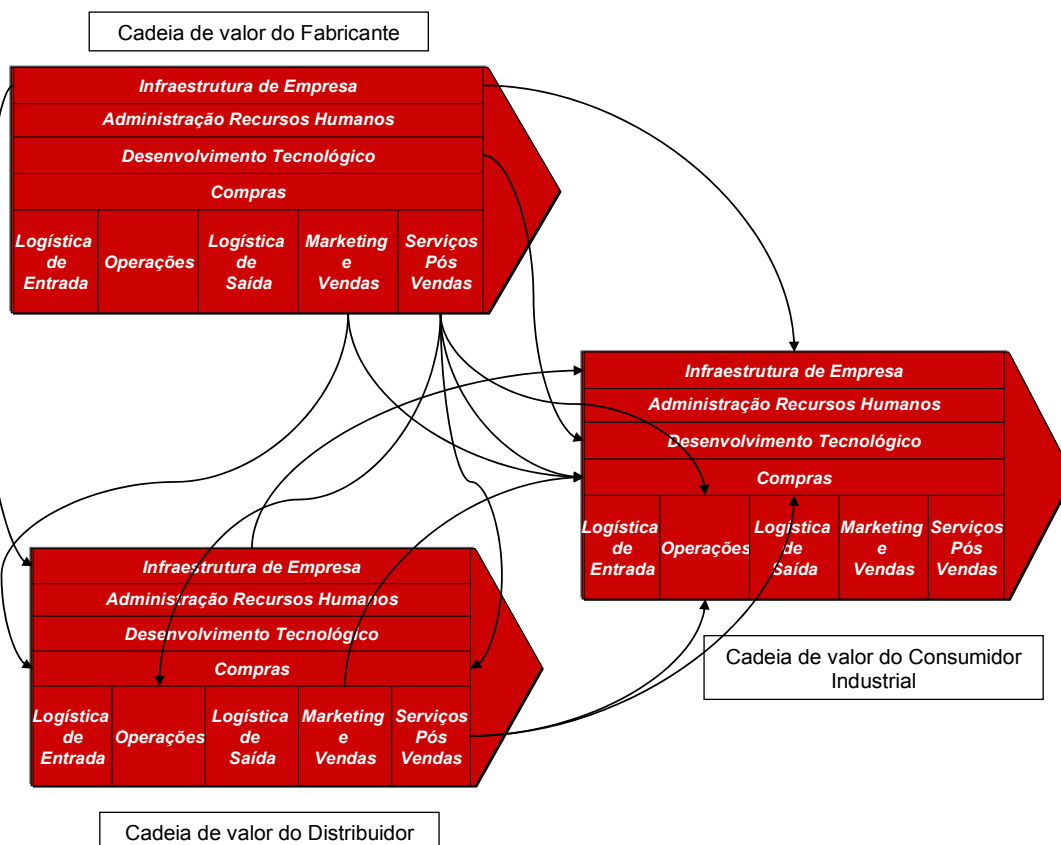 Cadeia de valor do Fabricante
Infraestrutura de Empresa
Administração Recursos Humanos
Desenvolvimento Tecnológico
Compras
Logística
de
Entrada
Operações
Logística
de
Saída
Marketing
e
Vendas
Serviços
Pós
Vendas
Infraestrutura de Empresa
Administração Recursos Humanos
Desenvolvimento Tecnológico
Compras
Logística
de
Entrada
Operações
Logística
de
Saída
Marketing
e
Vendas
Serviços
Pós
Vendas
Cadeia de valor do Consumidor
Industrial
Infraestrutura de Empresa
Administração Recursos Humanos
Desenvolvimento Tecnológico
Compras
Logística
de
Entrada
Operações
Logística
de
Saída
Marketing
e
Vendas
Serviços
Pós
Vendas
Cadeia de valor do Distribuidor